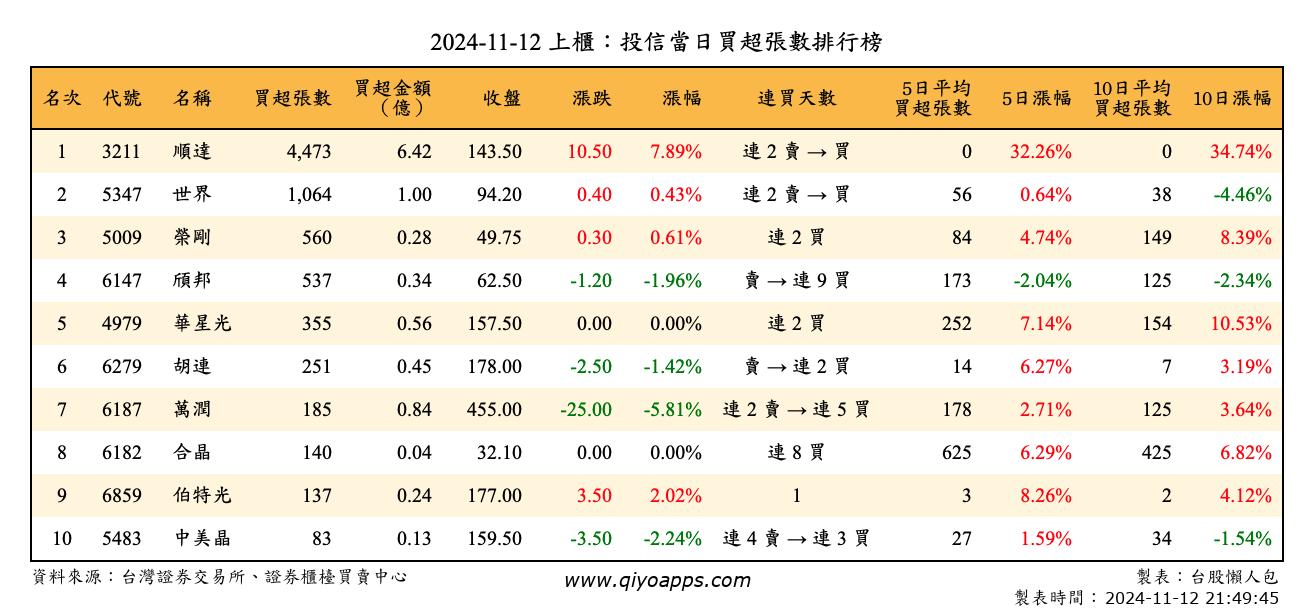 2024-11-12 上櫃：投信當日買超張數排行榜
名次 代號 名稱 買超張數 買超金額（億） 收盤 漲跌 漲幅 連買天數 5日平均買超張數 5日漲幅 10日平均買超張數 10日漲幅
1 3211 順達 4,473 6.42 143.50 10.50 7.89% 連 2 賣 → 買 0 32.26% 0 34.74%
2 5347 世界 1,064 1.00 94.20 0.40 0.43% 連 2 賣 → 買 56 0.64% 38 -4.46%
3 5009 榮剛 560 0.28 49.75 0.30 0.61% 連 2 買 84 4.74% 149 8.39%
4 6147 頎邦 537 0.34 62.50 -1.20 -1.96% 賣 → 連 9 買 173 -2.04% 125 -2.34%
5 4979 華星光 355 0.56 157.50 0.00 0.00% 連 2 買 252 7.14% 154 10.53%
6 6279 胡連 251 0.45 178.00 -2.50 -1.42% 賣 → 連 2 買 14 6.27% 7 3.19%
7 6187 萬潤 185 0.84 455.00 -25.00 -5.81% 連 2 賣 → 連 5 買 178 2.71% 125 3.64%
8 6182 合晶 140 0.04 32.10 0.00 0.00% 連 8 買 625 6.29% 425 6.82%
9 6859 伯特光 137 0.24 177.00 3.50 2.02% 1 3 8.26% 2 4.12%
10 5483 中美晶 83 0.13 159.50 -3.50 -2.24% 連 4 賣 → 連 3 買 27 1.59% 34 -1.54%
資料來源：台灣證券交易所、證券櫃檯買賣中心 www.qiyoapps.com 製表：台股懶人包
製表時間：2024-11-12 21:49:45